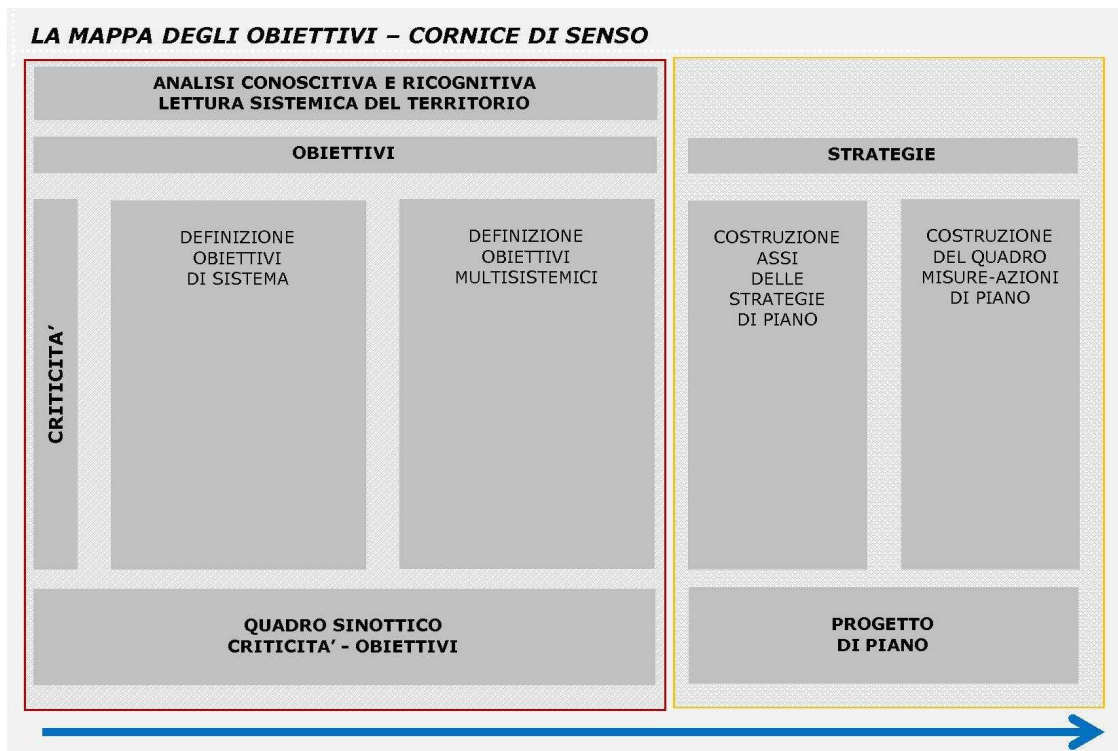 LA MAPPA DEGLI OBIETTIVI – CORNICE DI SENSO
ANALISI CONOSCITIVA E RICOGNITIVA
LETTURA SISTEMICA DEL TERRITORIO
OBIETTIVI
CRITICITA’
DEFINIZIONE
OBIETTIVI
DI SISTEMA
DEFINIZIONE
OBIETTIVI
MULTISISTEMICI
QUADRO SINOTTICO
CRITICITA’ - OBIETTIVI
STRATEGIE
COSTRUZIONE
ASSI
DELLE
STRATEGIE
DI PIANO
COSTRUZIONE
DEL QUADRO
MISURE-AZIONI
DI PIANO
PROGETTO
DI PIANO